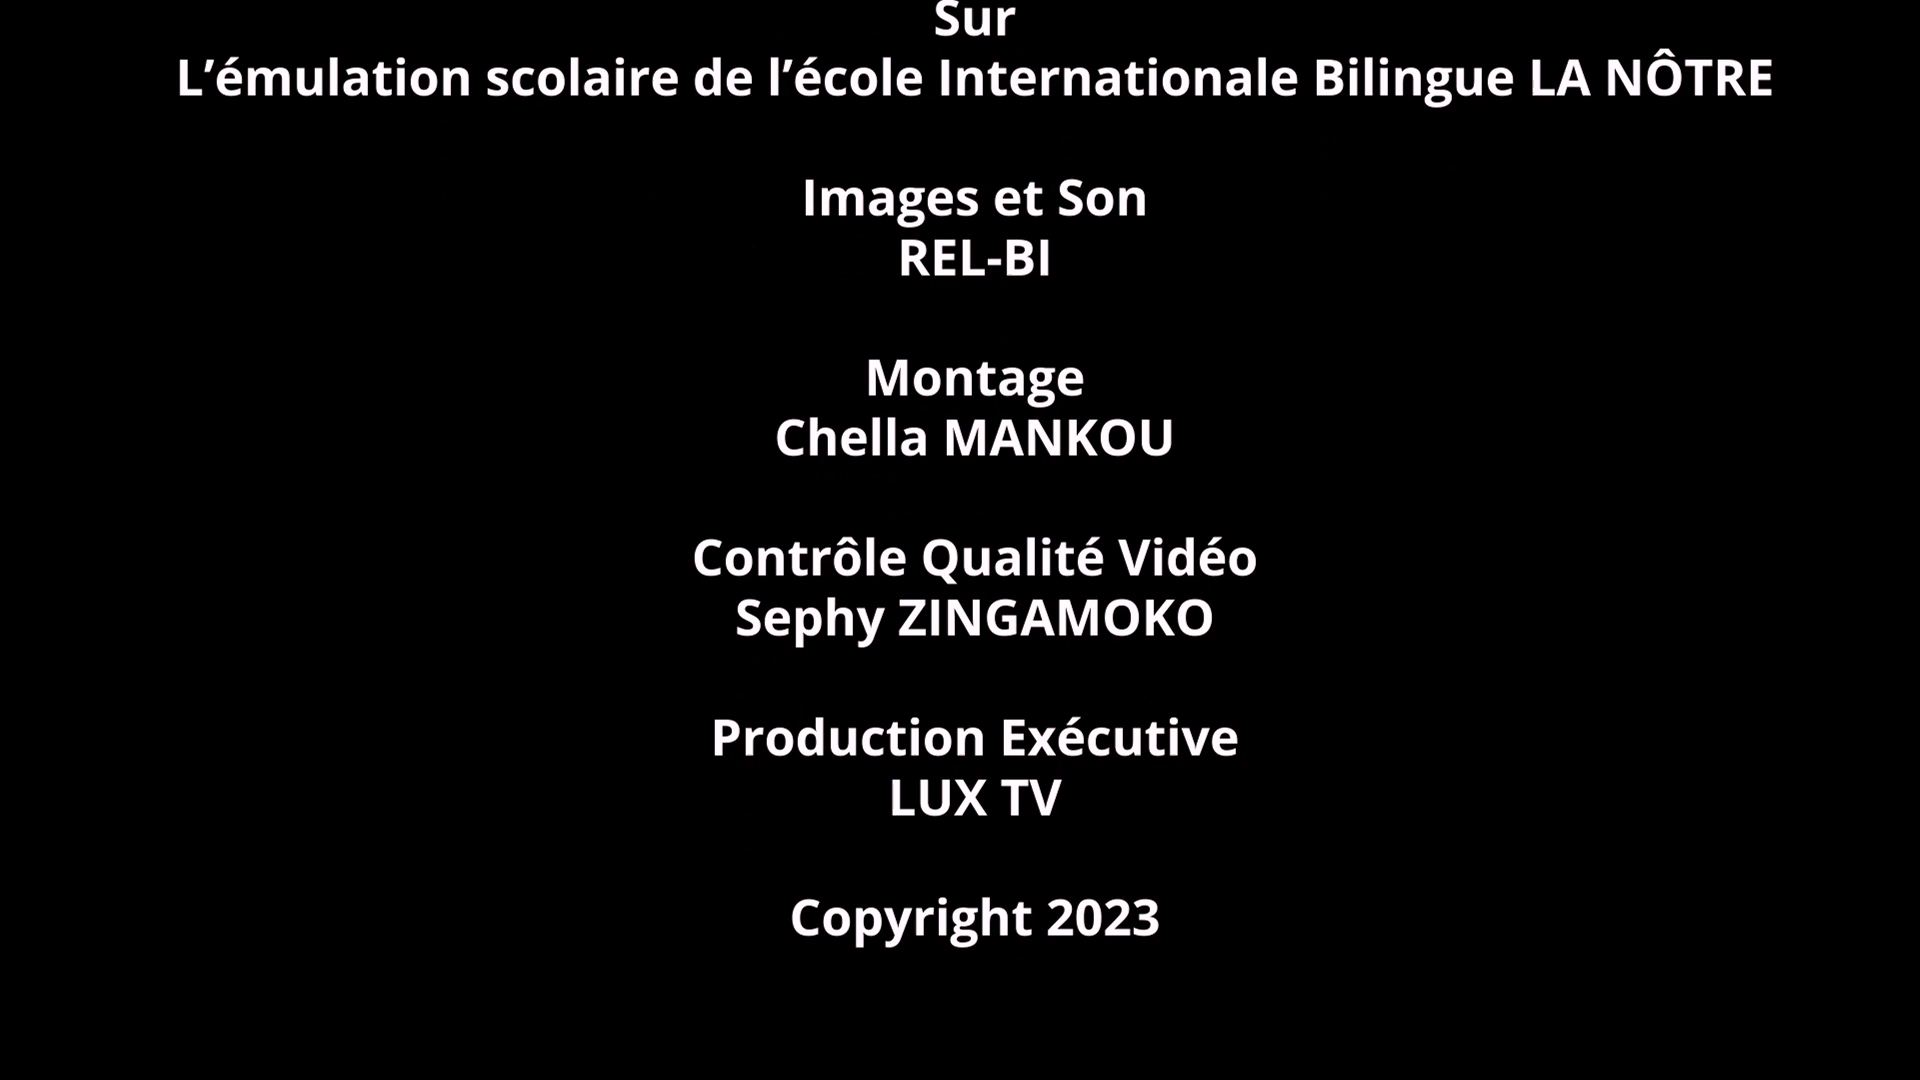 Sur
L’émulation scolaire de l’école Internationale Bilingue LA NÔTRE
Images et Son
REL-BI
Montage
Chella MANKOU
Contrôle Qualité Vidéo
Sephy ZINGAMOKO
Production Exécutive
LUX TV
Copyright 2023